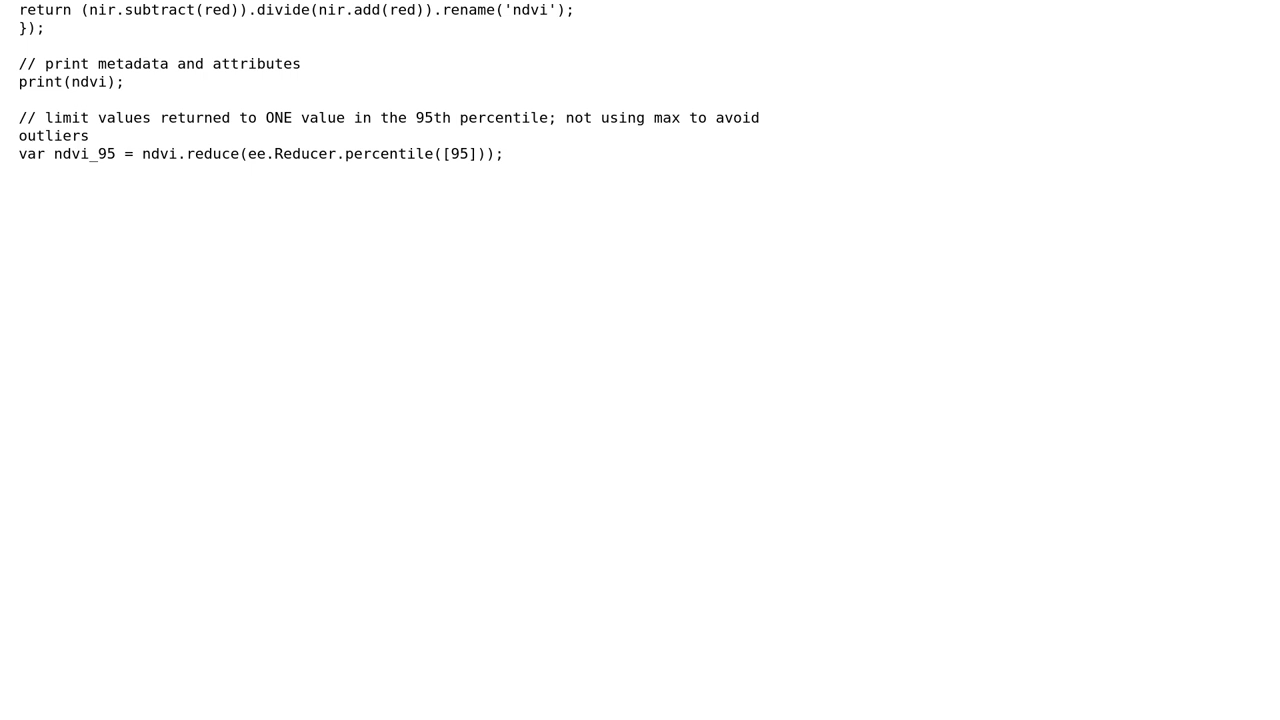 return (nir.subtract(red)).divide(nir.add(red)).rename('ndvi');
});
// print metadata and attributes
print(ndvi);
// limit values returned to ONE value in the 95th percentile; not using max to avoid
outliers
var ndvi_95 = ndvi.reduce(ee.Reducer.percentile([95]));